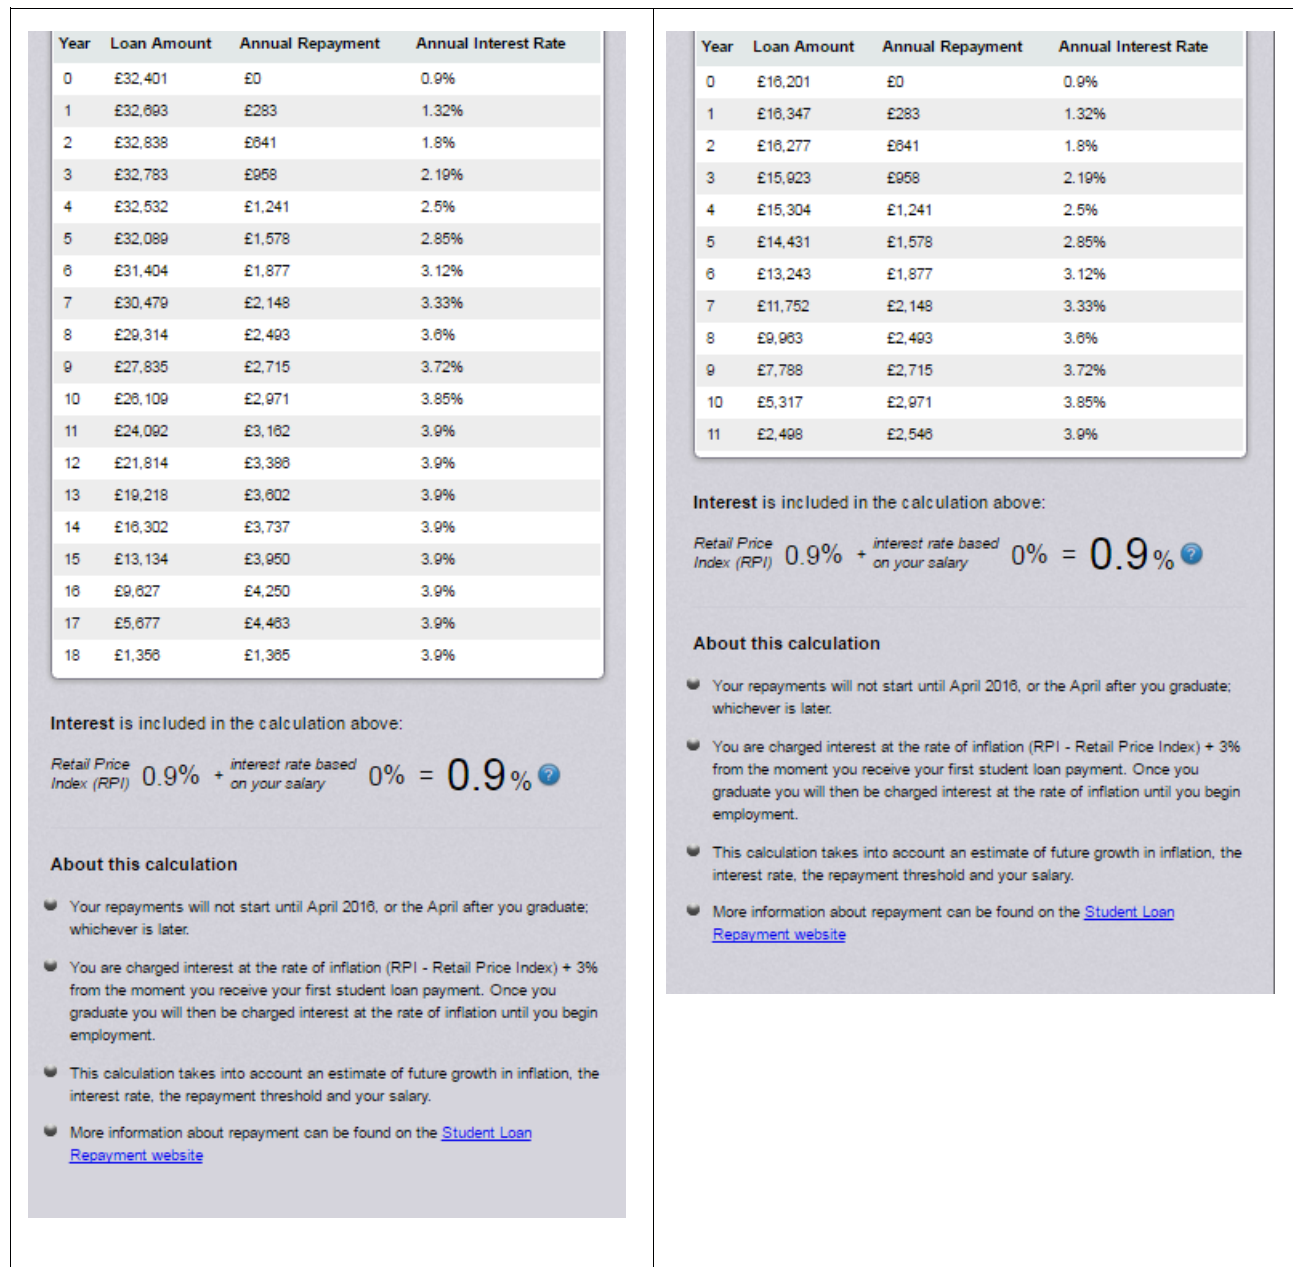 Year Loan Amount Annual Repayment Annual Interest Rate
0 £32,401 £0 0.9%
1 £32,693 £283 1.32%
2 £32,838 £641 1.8%
3 £32,783 £958 2.19%
4 £32,532 £1,241 2.5%
5 £32,089 £1,578 2.85%
6 £31,404 £1,877 3.12%
7 £30,479 £2,148 3.33%
8 £29,314 £2,493 3.6%
9 £27,835 £2,715 3.72%
10 £26,109 £2,971 3.85%
11 £24,092 £3,162 3.9%
12 £21,814 £3,386 3.9%
13 £19,218 £3,602 3.9%
14 £16,302 £3,737 3.9%
15 £13,134 £3,950 3.9%
16 £9,627 £4,250 3.9%
17 £5,677 £4,463 3.9%
18 £1,356 £1,365 3.9%
Interest is included in the calculation above:
Retail Price Index (RPI) 0.9% + interest rate based on your salary 0% = 0.9% ?
About this calculation
Your repayments will not start until April 2016, or the April after you graduate;
whichever is later.
You are charged interest at the rate of inflation (RPI - Retail Price Index) + 3%
from the moment you receive your first student loan payment. Once you
graduate you will then be charged interest at the rate of inflation until you begin
employment.
This calculation takes into account an estimate of future growth in inflation, the
interest rate, the repayment threshold and your salary.
More information about repayment can be found on the Student Loan
Repayment website
Year Loan Amount Annual Repayment Annual Interest Rate
0 £16,201 £0 0.9%
1 £16,347 £283 1.32%
2 £16,277 £641 1.8%
3 £15,923 £958 2.19%
4 £15,304 £1,241 2.5%
5 £14,431 £1,578 2.85%
6 £13,243 £1,877 3.12%
7 £11,752 £2,148 3.33%
8 £9,963 £2,493 3.6%
9 £7,788 £2,715 3.72%
10 £5,317 £2,971 3.85%
11 £2,498 £2,546 3.9%
Interest is included in the calculation above:
Retail Price Index (RPI) 0.9% + interest rate based on your salary 0% = 0.9% ?
About this calculation
Your repayments will not start until April 2016, or the April after you graduate;
whichever is later.
You are charged interest at the rate of inflation (RPI - Retail Price Index) + 3%
from the moment you receive your first student loan payment. Once you
graduate you will then be charged interest at the rate of inflation until you begin
employment.
This calculation takes into account an estimate of future growth in inflation, the
interest rate, the repayment threshold and your salary.
More information about repayment can be found on the Student Loan
Repayment website